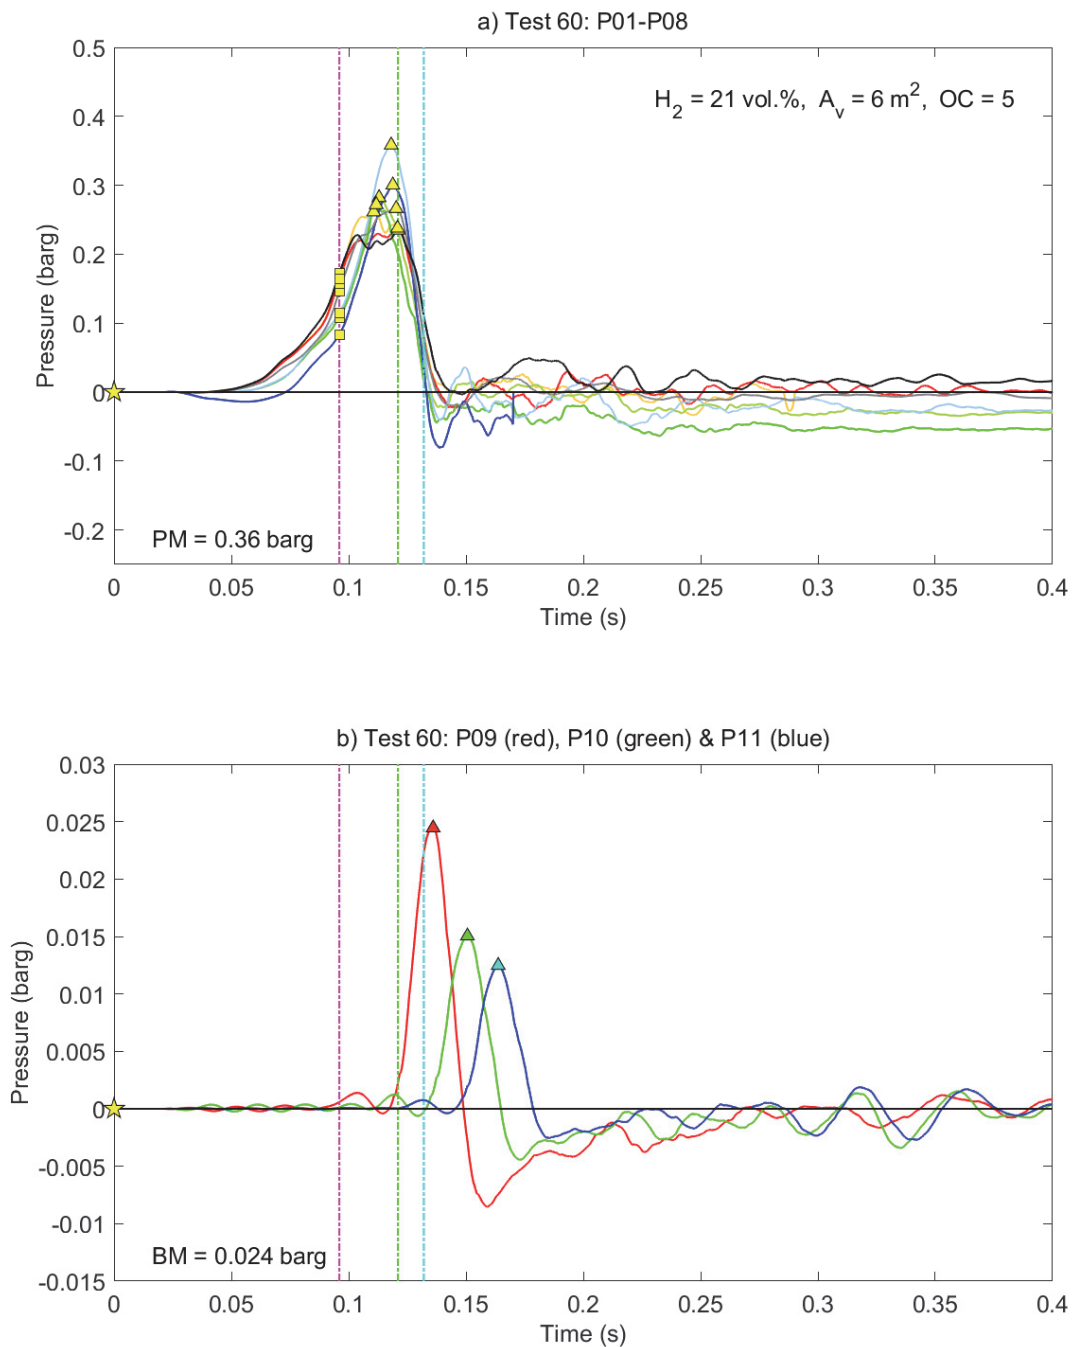 a) Test 60: P01-P08
0.5
0.4
0.3
0.2
0.1
0
-0.1
-0.2
Pressure (barg)
H2 = 21 vol.%, Av = 6 m², OC = 5
PM = 0.36 barg
0 0.05 0.1 0.15 0.2 0.25 0.3 0.35 0.4
Time (s)
b) Test 60: P09 (red), P10 (green) & P11 (blue)
0.03
0.025
0.02
0.015
0.01
0.005
0
-0.005
-0.01
-0.015
Pressure (barg)
BM = 0.024 barg
0 0.05 0.1 0.15 0.2 0.25 0.3 0.35 0.4
Time (s)